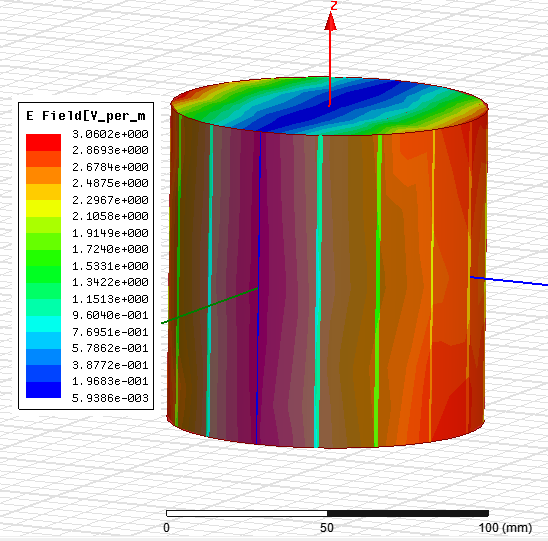 Z
E Field[V_per_m
3.0602e+000
2.8693e+000
2.6784e+000
2.4875e+000
2.2967e+000
2.1058e+000
1.9149e+000
1.7240e+000
1.5331e+000
1.3422e+000
1.1513e+000
9.6040e-001
7.6951e-001
5.7862e-001
3.8772e-001
1.9683e-001
5.9386e-003
0 50 100 (mm)